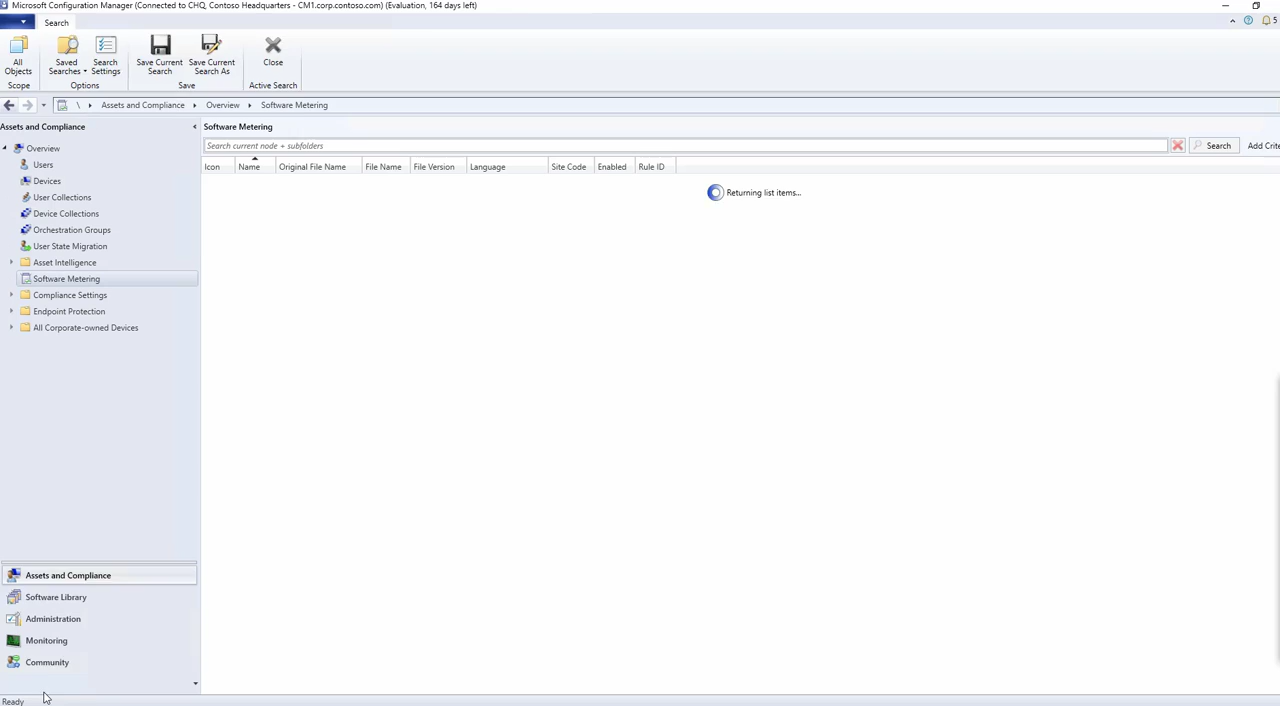 Microsoft Configuration Manager (Connected to CHQ, Contoso Headquarters - CM1.corp.contoso.com) (Evaluation, 164 days left)
Search
5
All Objects
Saved Searches
Search Settings
Save Current Search
Save Current Search As
Close
Scope
Options
Save
Active Search
\ Assets and Compliance Overview Software Metering
Assets and Compliance
Overview
Users
Devices
User Collections
Device Collections
Orchestration Groups
User State Migration
Asset Intelligence
Software Metering
Compliance Settings
Endpoint Protection
All Corporate-owned Devices
Software Metering
Search current node + subfolders Search Add Crite
Icon Name Original File Name File Name File Version Language Site Code Enabled Rule ID
Returning list items...
Assets and Compliance
Software Library
Administration
Monitoring
Community
Ready